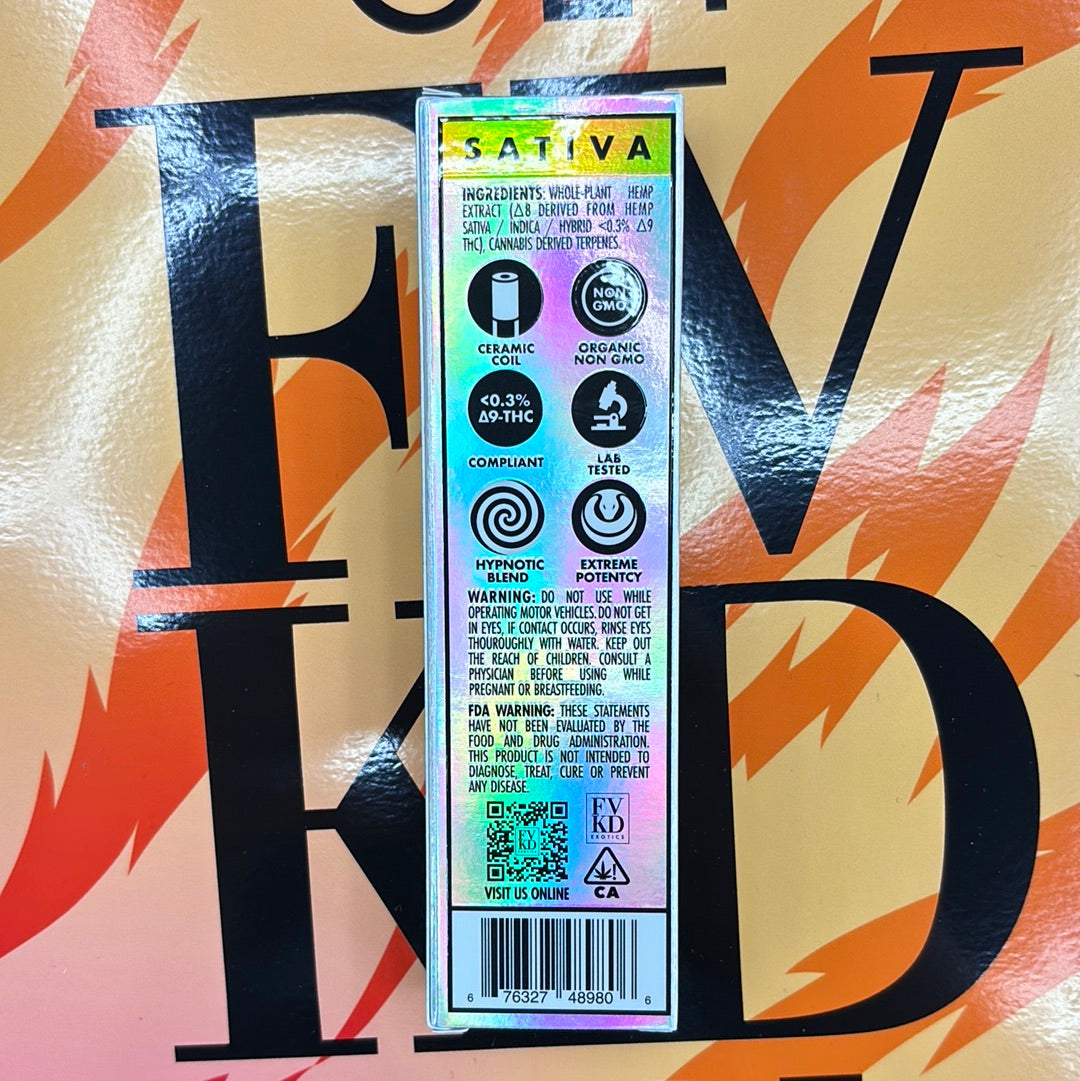 FV
KD
SATIVA
INGREDIENTS: WHOLE-PLANT HEMP
EXTRACT (Δ8 DERIVED FROM HEMP
SATIVA / INDICA / HYBRID <0.3% Δ9
THC), CANNABIS DERIVED TERPENES.
NON
GMO
CERAMIC
COIL
ORGANIC
NON GMO
<0.3%
Δ9-THC
COMPLIANT
LAB
TESTED
HYPNOTIC
BLEND
EXTREME
POTENTCY
WARNING: DO NOT USE WHILE
OPERATING MOTOR VEHICLES. DO NOT GET
IN EYES, IF CONTACT OCCURS, RINSE EYES
THOUROUGHLY WITH WATER. KEEP OUT
THE REACH OF CHILDREN. CONSULT A
PHYSICIAN BEFORE USING WHILE
PREGNANT OR BREASTFEEDING.
FDA WARNING: THESE STATEMENTS
HAVE NOT BEEN EVALUATED BY THE
FOOD AND DRUG ADMINISTRATION.
THIS PRODUCT IS NOT INTENDED TO
DIAGNOSE, TREAT, CURE OR PREVENT
ANY DISEASE.
FV
KD
FV
KD
EXOTICS
VISIT US ONLINE
CA
6 76327 48980 6